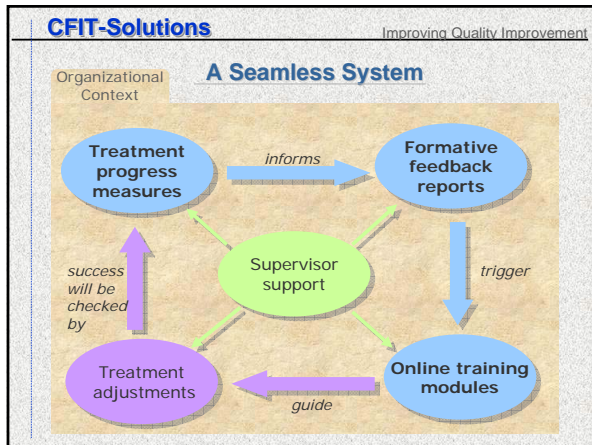 CFIT-Solutions
Improving Quality Improvement
A Seamless System
Organizational
Context
Treatment
progress
measures
informs
Formative
feedback
reports
success
will be
checked
by
Supervisor
support
trigger
Treatment
adjustments
guide
Online training
modules